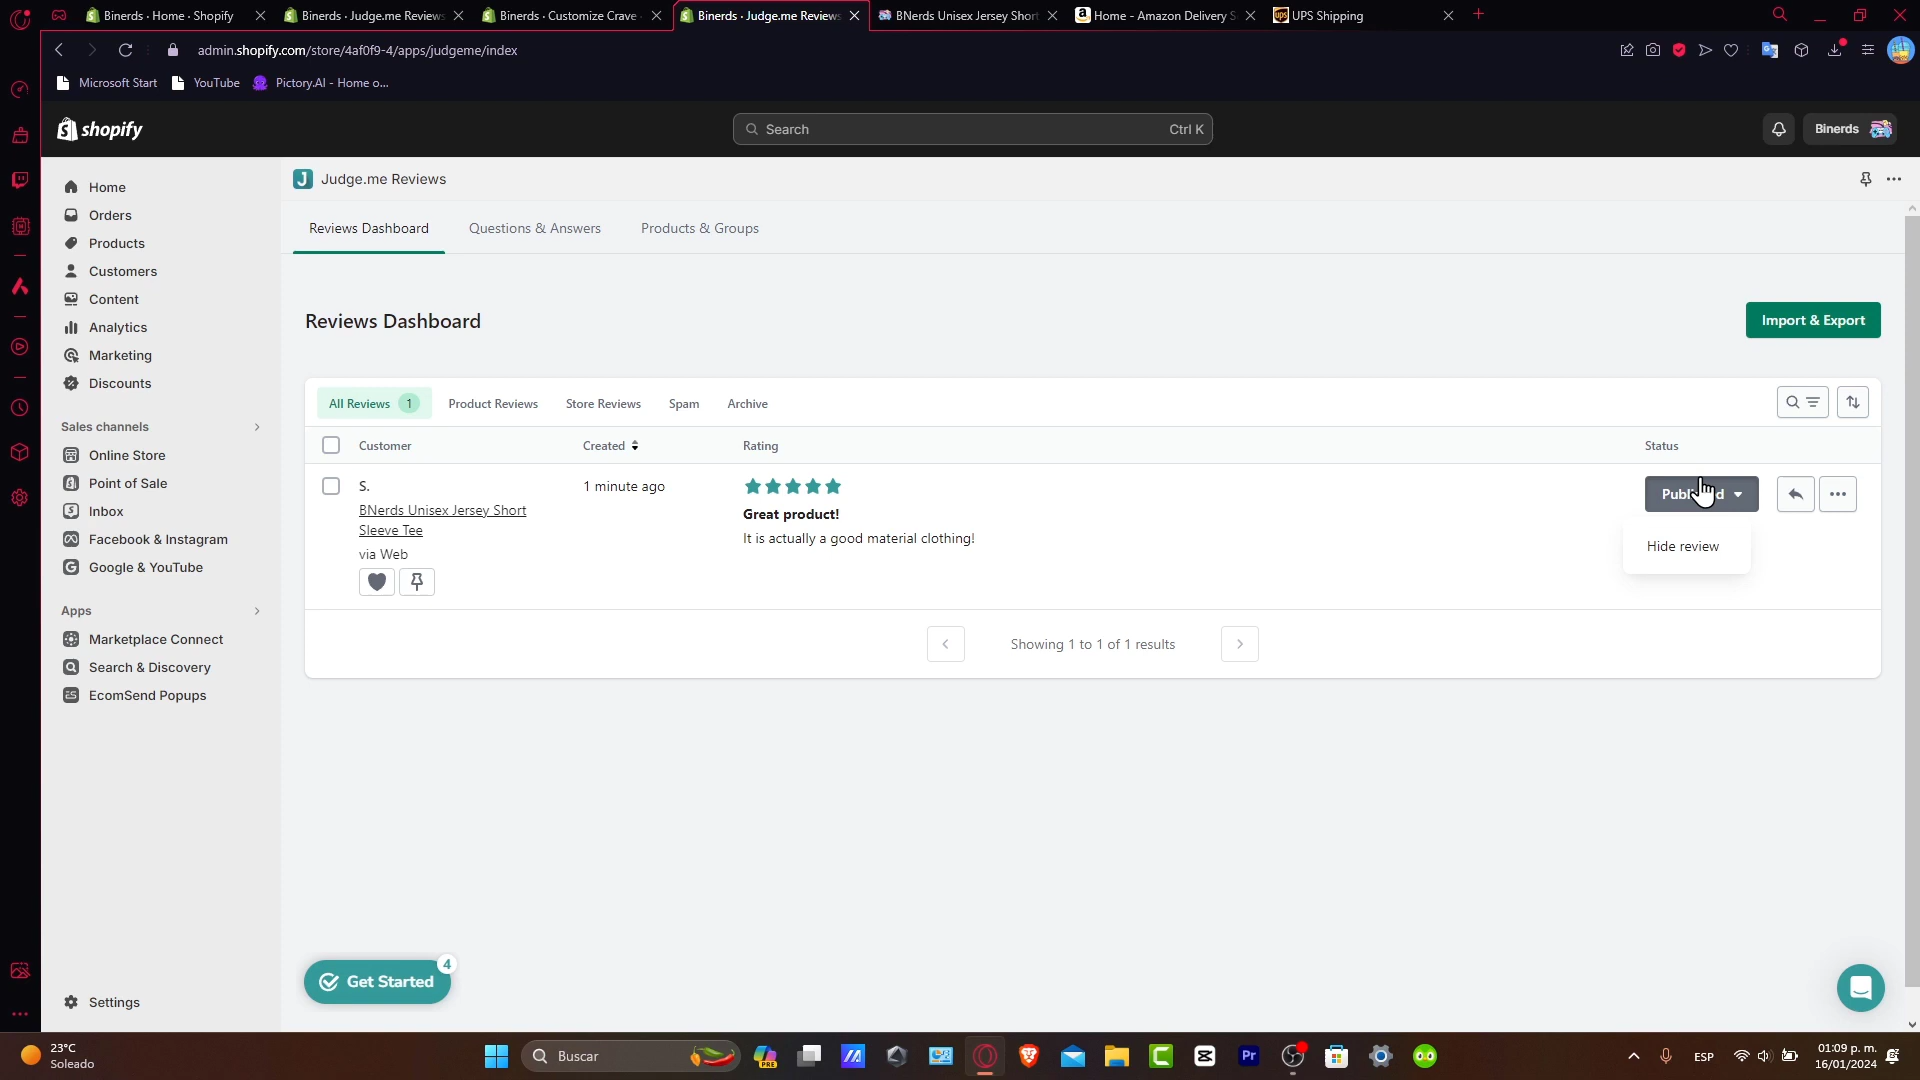 Binerds · Home · Shopify
Binerds · Judge.me Reviews
Binerds · Customize Crave
Binerds · Judge.me Reviews
BNerds Unisex Jersey Short
Home - Amazon Delivery S
UPS Shipping
admin.shopify.com/store/4af0f9-4/apps/judgeme/index
Microsoft Start
YouTube
Pictory.AI - Home o...
shopify
Search
Ctrl K
Binerds
Home
Orders
Products
Customers
Content
Analytics
Marketing
Discounts
Sales channels
Online Store
Point of Sale
Inbox
Facebook & Instagram
Google & YouTube
Apps
Marketplace Connect
Search & Discovery
EcomSend Popups
Settings
Judge.me Reviews
Reviews Dashboard
Questions & Answers
Products & Groups
Reviews Dashboard
Import & Export
All Reviews 1
Product Reviews
Store Reviews
Spam
Archive
Customer
Created
Rating
Status
S.
1 minute ago
BNerds Unisex Jersey Short
Sleeve Tee
via Web
Great product!
It is actually a good material clothing!
Hide review
Showing 1 to 1 of 1 results
Get Started
4
23°C
Soleado
Buscar
PRE
Pr
ESP
01:09 p. m.
16/01/2024